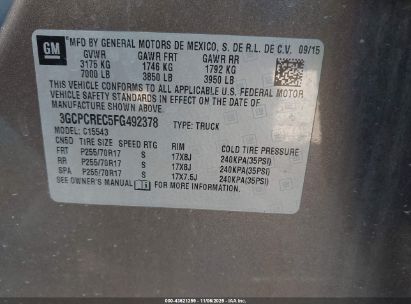 GM MFD BY GENERAL MOTORS DE MEXICO, S. DE R.L. DE C.V. 09/15
GVWR GAWR FRT GAWR RR
3175 KG 1746 KG 1792 KG
7000 LB 3850 LB 3950 LB
THIS VEHICLE CONFORMS TO ALL APPLICABLE U.S. FEDERAL MOTOR
VEHICLE SAFETY STANDARDS IN EFFECT ON THE DATE OF
MANUFACTURE SHOWN ABOVE.
3GCPCREC5FG492378 TYPE: TRUCK
MODEL: C15543
CN5D TIRE SIZE SPEED RTG RIM COLD TIRE PRESSURE
FRT P255/70R17 S 17X8J 240KPA(35PSI)
RR P255/70R17 S 17X8J 240KPA(35PSI)
SPA P255/70R17 S 17X7.5J 240KPA(35PSI)
SEE OWNER'S MANUAL FOR MORE INFORMATION.